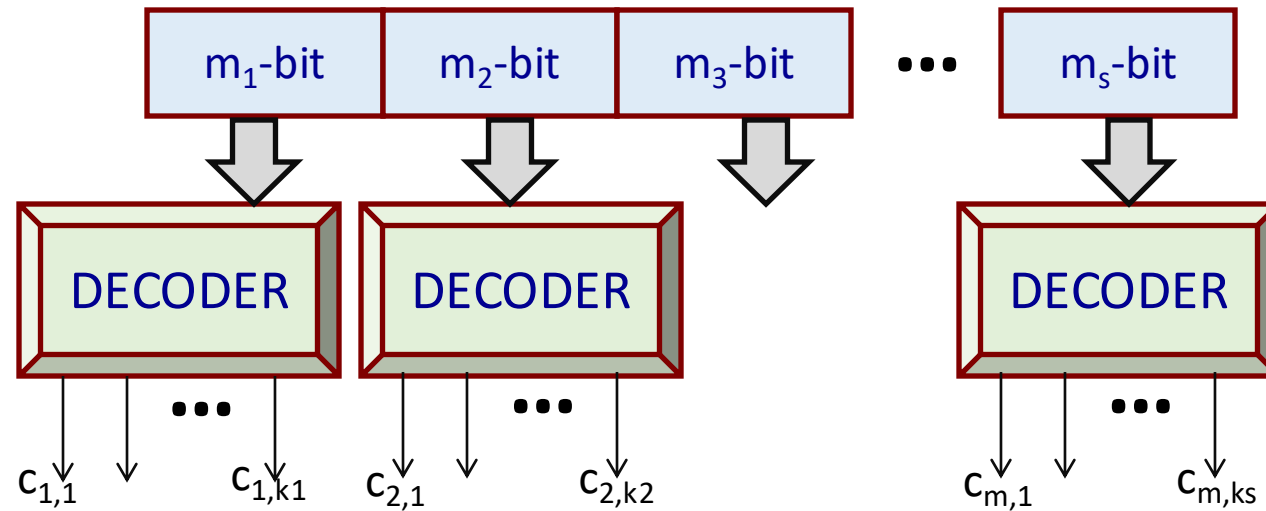 m₁-bit m₂-bit m₃-bit ••• mₛ-bit
DECODER DECODER DECODER
••• ••• •••
c₁,₁ c₁,k₁ c₂,₁ c₂,k₂ cₘ,₁ cₘ,kₛ